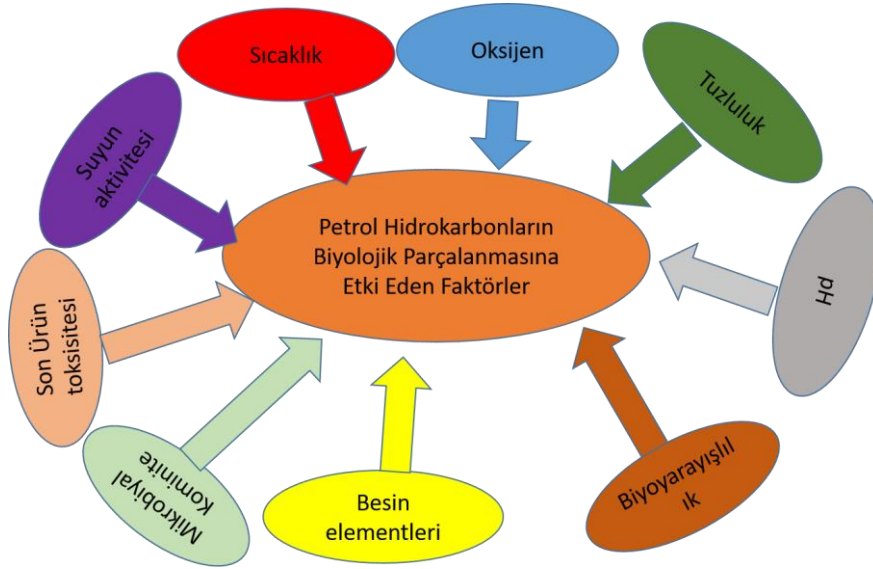 Sıcaklık
Oksijen
Tuzluluk
pH
Biyoyarayışlıl
ık
Besin
elementleri
Mikrobiyal
Kominite
Son Ürün
toksisitesi
Suyun
aktivitesi
Petrol Hidrokarbonların
Biyolojik Parçalanmasına
Etki Eden Faktörler